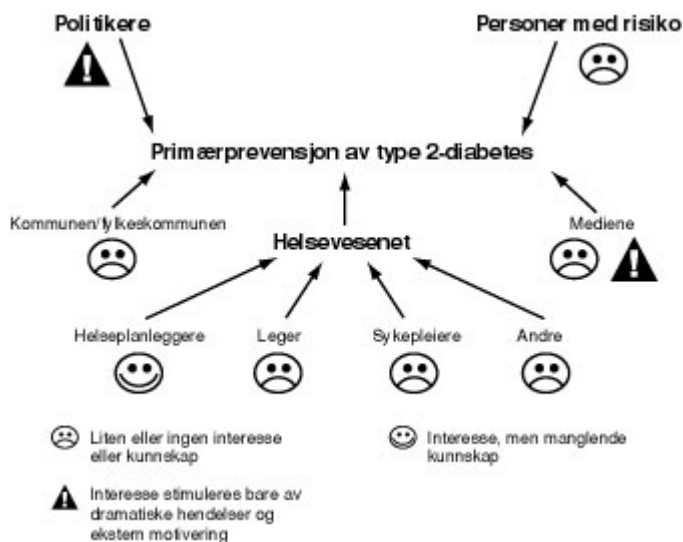 Politikere
Personer med risiko
Primærprevensjon av type 2-diabetes
Kommunen/fylkeskommunen
Mediene
Helsevesenet
Helseplanleggere
Leger
Sykepleiere
Andre
Liten eller ingen interesse
eller kunnskap
Interesse, men manglende
kunnskap
Interesse stimuleres bare av
dramatiske hendelser og
ekstern motivering